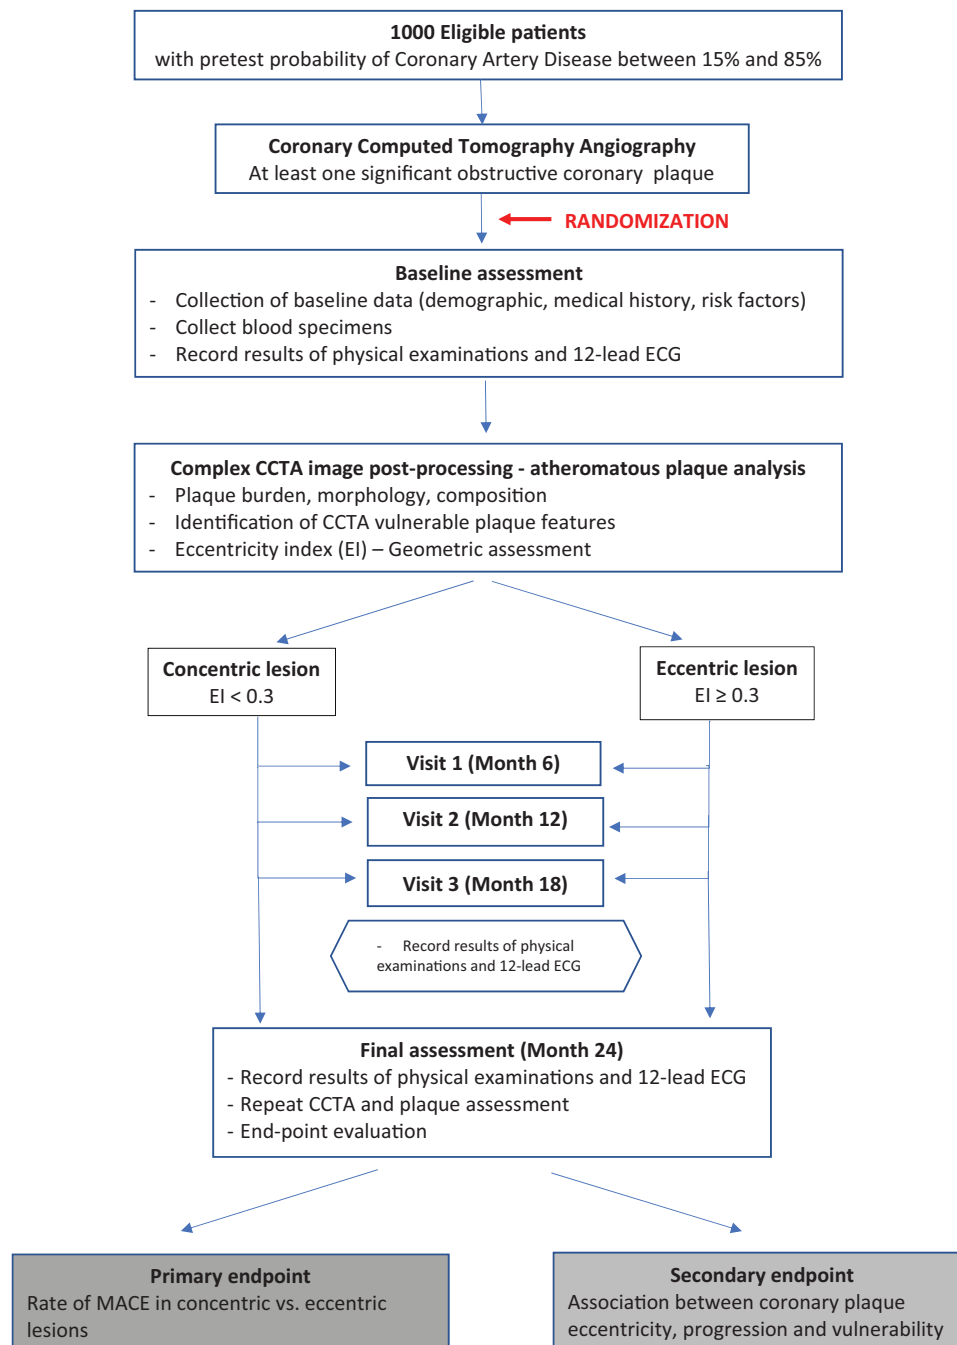 1000 Eligible patients
with pretest probability of Coronary Artery Disease between 15% and 85%
Coronary Computed Tomography Angiography
At least one significant obstructive coronary plaque
RANDOMIZATION
Baseline assessment
- Collection of baseline data (demographic, medical history, risk factors)
- Collect blood specimens
- Record results of physical examinations and 12-lead ECG
Complex CCTA image post-processing - atheromatous plaque analysis
- Plaque burden, morphology, composition
- Identification of CCTA vulnerable plaque features
- Eccentricity index (EI) – Geometric assessment
Concentric lesion
EI < 0.3
Eccentric lesion
EI ≥ 0.3
Visit 1 (Month 6)
Visit 2 (Month 12)
Visit 3 (Month 18)
- Record results of physical
examinations and 12-lead ECG
Final assessment (Month 24)
- Record results of physical examinations and 12-lead ECG
- Repeat CCTA and plaque assessment
- End-point evaluation
Primary endpoint
Rate of MACE in concentric vs. eccentric
lesions
Secondary endpoint
Association between coronary plaque
eccentricity, progression and vulnerability